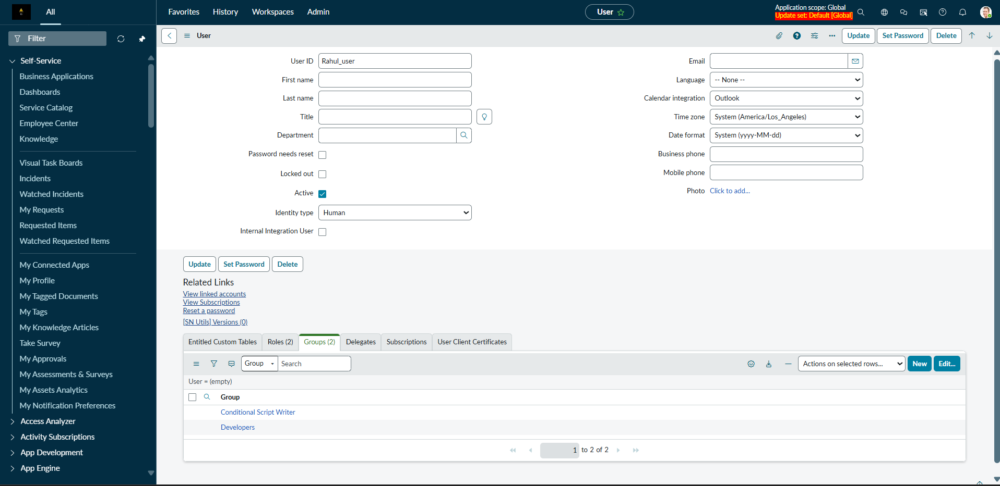 All
Favorites History Workspaces Admin
User
Application scope: Global
Update set: Default [Global]
Filter
Self-Service
Business Applications
Dashboards
Service Catalog
Employee Center
Knowledge
Visual Task Boards
Incidents
Watched Incidents
My Requests
Requested Items
Watched Requested Items
My Connected Apps
My Profile
My Tagged Documents
My Tags
My Knowledge Articles
Take Survey
My Approvals
My Assessments & Surveys
My Assets Analytics
My Notification Preferences
Access Analyzer
Activity Subscriptions
App Development
App Engine
User
Update Set Password Delete
User ID Rahul_user
First name
Last name
Title
Department
Password needs reset
Locked out
Active
Identity type Human
Internal Integration User
Email
Language -- None --
Calendar integration Outlook
Time zone System (America/Los_Angeles)
Date format System (yyyy-MM-dd)
Business phone
Mobile phone
Photo Click to add...
Update Set Password Delete
Related Links
View linked accounts
View Subscriptions
Reset a password
[SN Utils] Versions (0)
Entitled Custom Tables Roles (2) Groups (2) Delegates Subscriptions User Client Certificates
Group Search Actions on selected rows... New Edit...
User = (empty)
Group
Conditional Script Writer
Developers
1 to 2 of 2